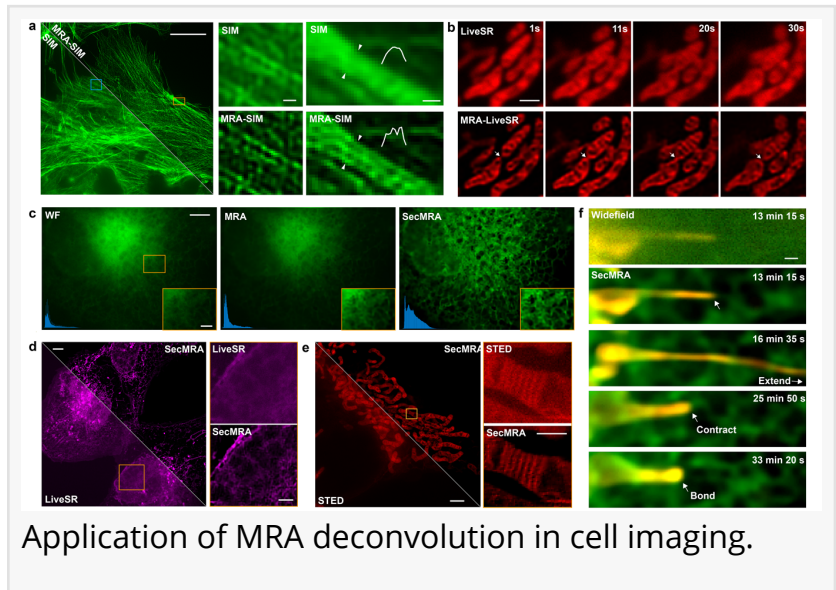 a
MRA-SIM
SIM
SIM
MRA-SIM
SIM
MRA-SIM
b
LiveSR
1s
11s
20s
30s
MRA-LiveSR
c
WF
MRA
SecMRA
d
SecMRA
LiveSR
LiveSR
SecMRA
e
SecMRA
STED
STED
SecMRA
f
Widefield
13 min 15 s
SecMRA
13 min 15 s
16 min 35 s
Extend
25 min 50 s
Contract
33 min 20 s
Bond
Application of MRA deconvolution in cell imaging.